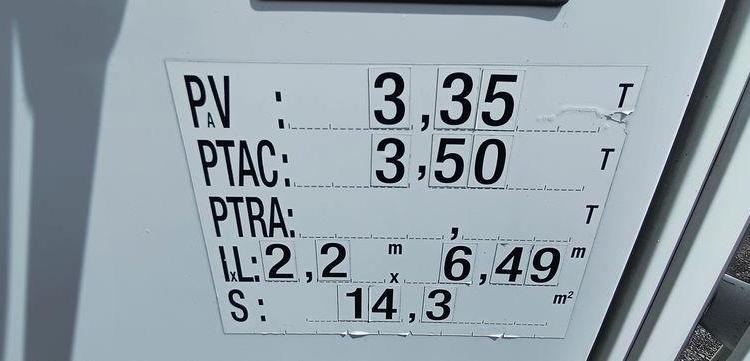 PAV : 3,35 T
PTAC: 3,50 T
PTRA: , T
lxL: 2,2 m x 6,49 m
S: 14,3 m²